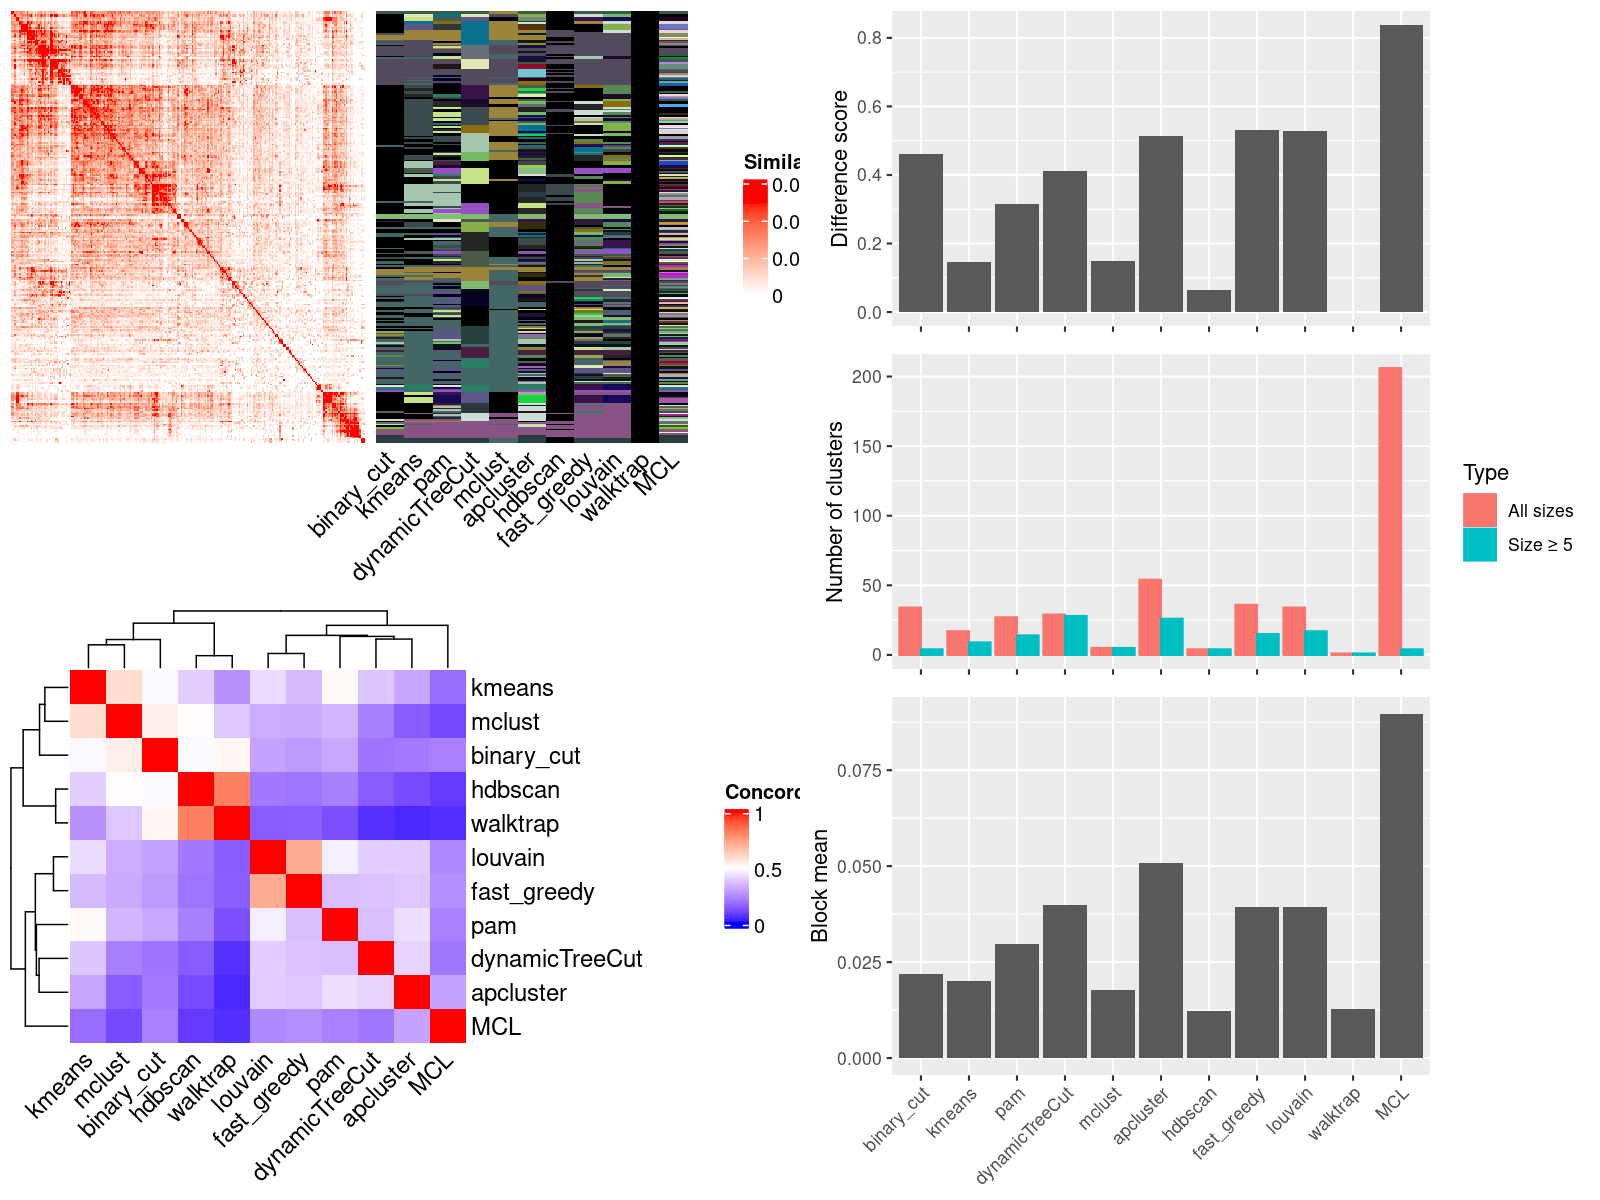 Simila
0.0
0.0
0.0
0
binary_cut
kmeans
pam
dynamicTreeCut
mclust
apcluster
hdbscan
fast_greedy
louvain
walktrap
MCL
kmeans
mclust
binary_cut
hdbscan
walktrap
louvain
fast_greedy
pam
dynamicTreeCut
apcluster
MCL
kmeans
mclust
binary_cut
hdbscan
walktrap
louvain
fast_greedy
pam
dynamicTreeCut
apcluster
MCL
Concord
1
0.5
0
Difference score
0.8
0.6
0.4
0.2
0.0
Number of clusters
200
150
100
50
0
Type
All sizes
Size ≥ 5
Block mean
0.075
0.050
0.025
0.000
binary_cut
kmeans
pam
dynamicTreeCut
mclust
apcluster
hdbscan
fast_greedy
louvain
walktrap
MCL